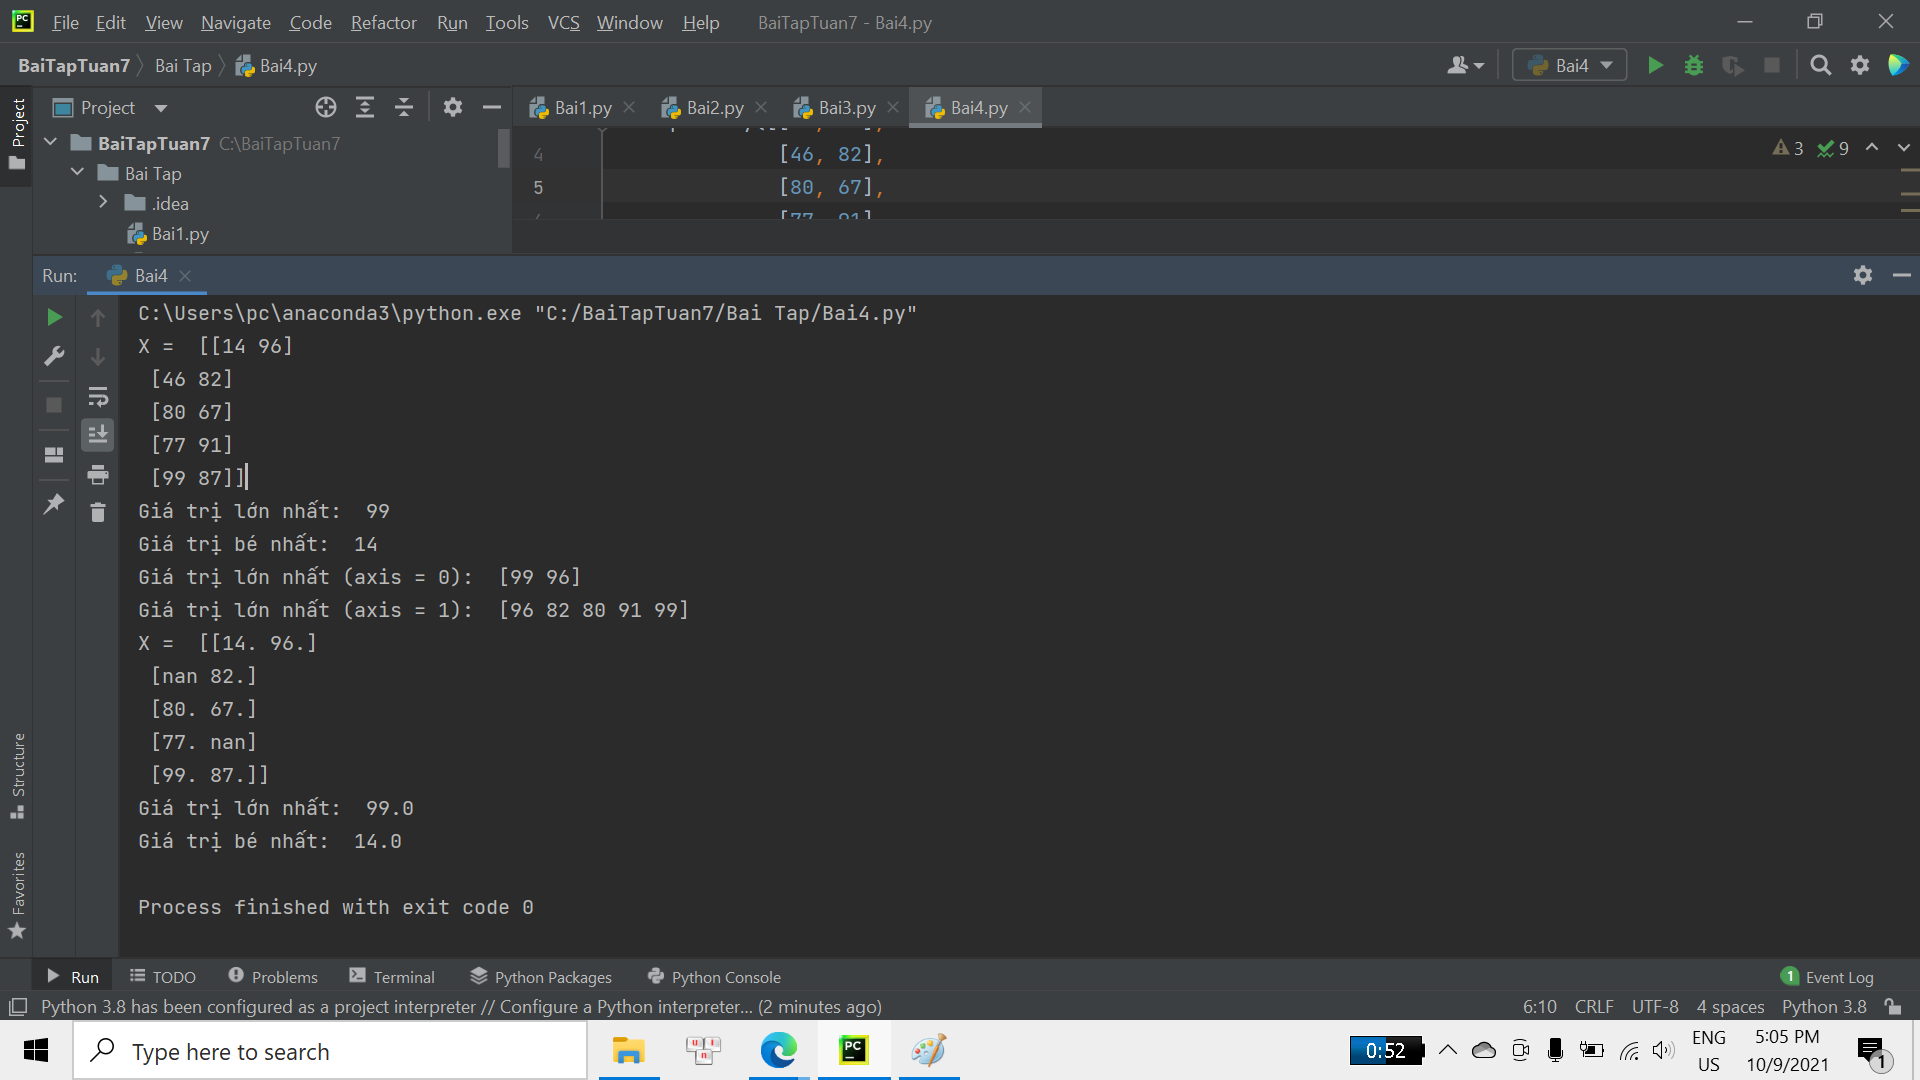 File Edit View Navigate Code Refactor Run Tools VCS Window Help BaiTapTuan7 - Bai4.py
BaiTapTuan7 Bai Tap Bai4.py Bai4
Project Bai1.py Bai2.py Bai3.py Bai4.py
Project
BaiTapTuan7 C:\BaiTapTuan7
Bai Tap
.idea
Bai1.py
4 [46, 82],
5 [80, 67],
[77, 91]
3 9
Run: Bai4
C:\Users\pc\anaconda3\python.exe "C:/BaiTapTuan7/Bai Tap/Bai4.py"
X =  [[14 96]
[46 82]
[80 67]
[77 91]
[99 87]]
Giá trị lớn nhất:  99
Giá trị bé nhất:  14
Giá trị lớn nhất (axis = 0):  [99 96]
Giá trị lớn nhất (axis = 1):  [96 82 80 91 99]
X =  [[14. 96.]
[nan 82.]
[80. 67.]
[77. nan]
[99. 87.]]
Giá trị lớn nhất:  99.0
Giá trị bé nhất:  14.0
Process finished with exit code 0
Structure
Favorites
Run TODO Problems Terminal Python Packages Python Console 1 Event Log
Python 3.8 has been configured as a project interpreter // Configure a Python interpreter... (2 minutes ago) 6:10 CRLF UTF-8 4 spaces Python 3.8
Type here to search
0:52
ENG
US
5:05 PM
10/9/2021
1